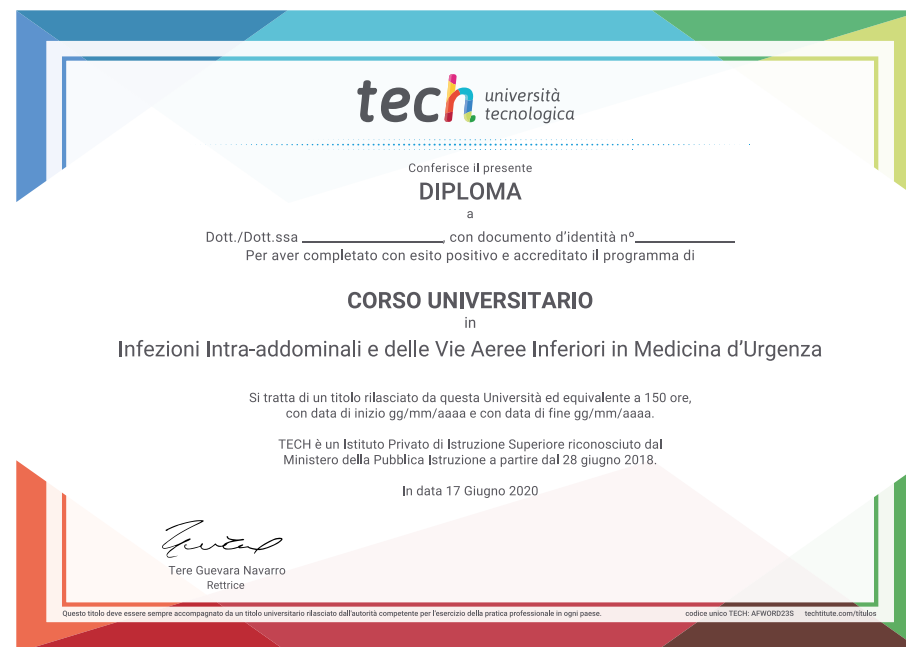 tech università
tecnologica
Conferisce il presente
DIPLOMA
a
Dott./Dott.ssa ____________________, con documento d'identità nº______________
Per aver completato con esito positivo e accreditato il programma di
CORSO UNIVERSITARIO
in
Infezioni Intra-addominali e delle Vie Aeree Inferiori in Medicina d'Urgenza
Si tratta di un titolo rilasciato da questa Università ed equivalente a 150 ore,
con data di inizio gg/mm/aaaa e con data di fine gg/mm/aaaa.
TECH è un Istituto Privato di Istruzione Superiore riconosciuto dal
Ministero della Pubblica Istruzione a partire dal 28 giugno 2018.
In data 17 Giugno 2020
Tere Guevara Navarro
Rettrice
Questo titolo deve essere sempre accompagnato da un titolo universitario rilasciato dall'autorità competente per l'esercizio della pratica professionale in ogni paese. codice unico TECH: AFWORD23S techtitute.com/titulos